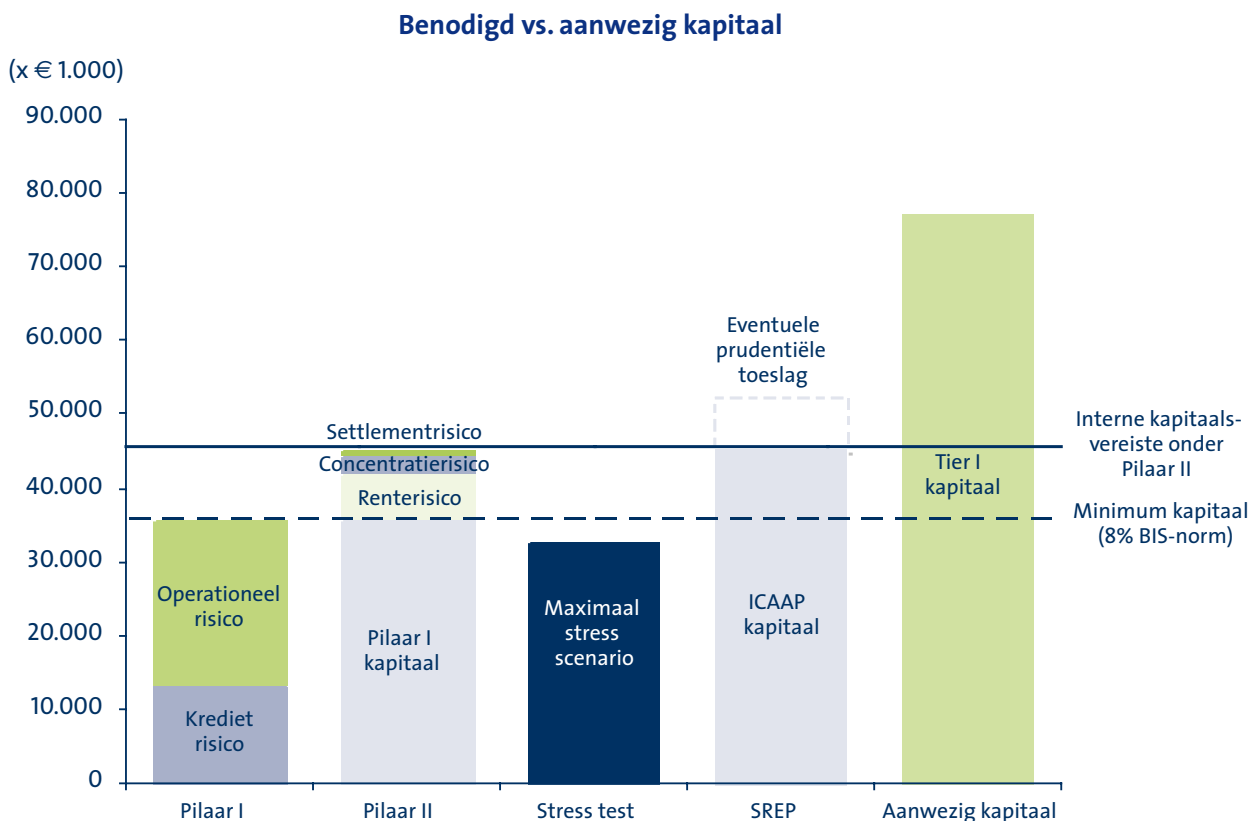 Benodigd vs. aanwezig kapitaal
(x € 1.000)
90.000
80.000
70.000
60.000
50.000
40.000
30.000
20.000
10.000
0
Operationeel
risico
Krediet
risico
Settlementrisico
Concentratierisico
Renterisico
Pilaar I
kapitaal
Maximaal
stress
scenario
Eventuele
prudentiële
toeslag
ICAAP
kapitaal
Tier I
kapitaal
Interne kapitaals-
vereiste onder
Pilaar II
Minimum kapitaal
(8% BIS-norm)
Pilaar I
Pilaar II
Stress test
SREP
Aanwezig kapitaal